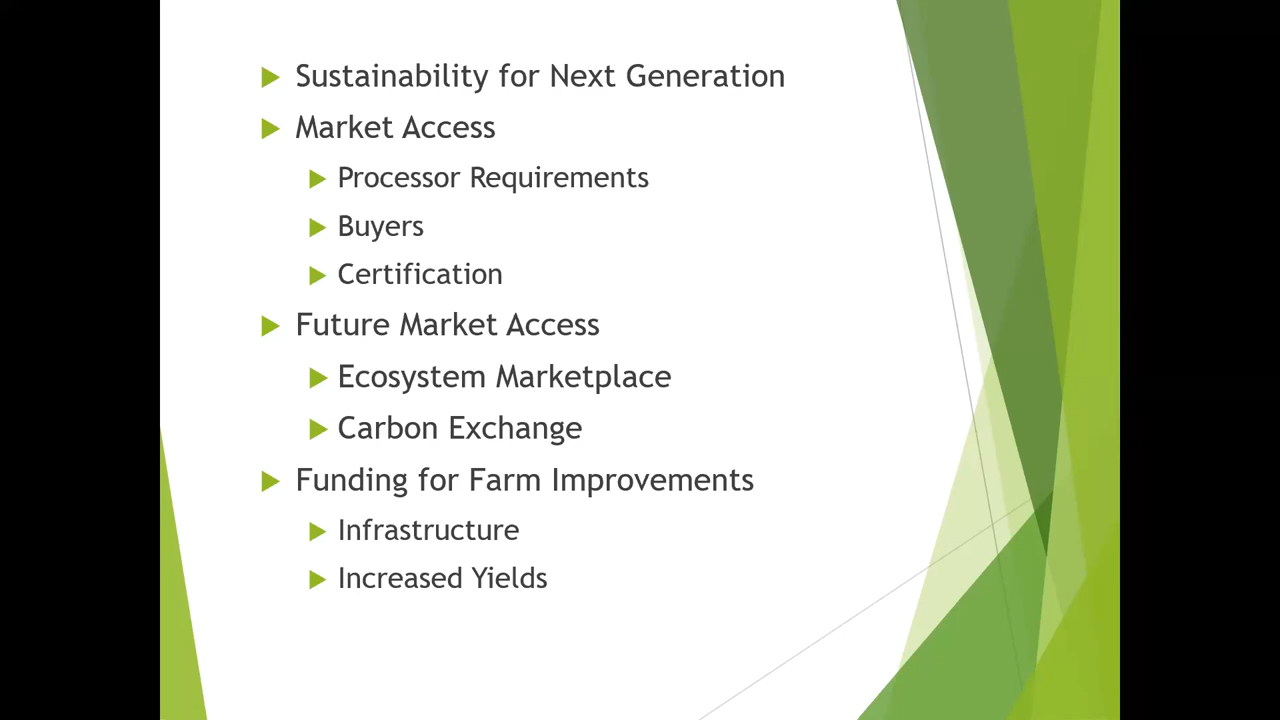 Sustainability for Next Generation
Market Access
Processor Requirements
Buyers
Certification
Future Market Access
Ecosystem Marketplace
Carbon Exchange
Funding for Farm Improvements
Infrastructure
Increased Yields